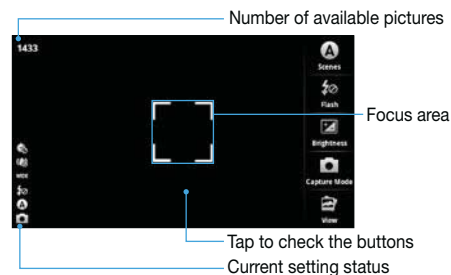 Number of available pictures
1433
Scenes
Flash
Focus area
Brightness
Capture Mode
View
Tap to check the buttons
Current setting status